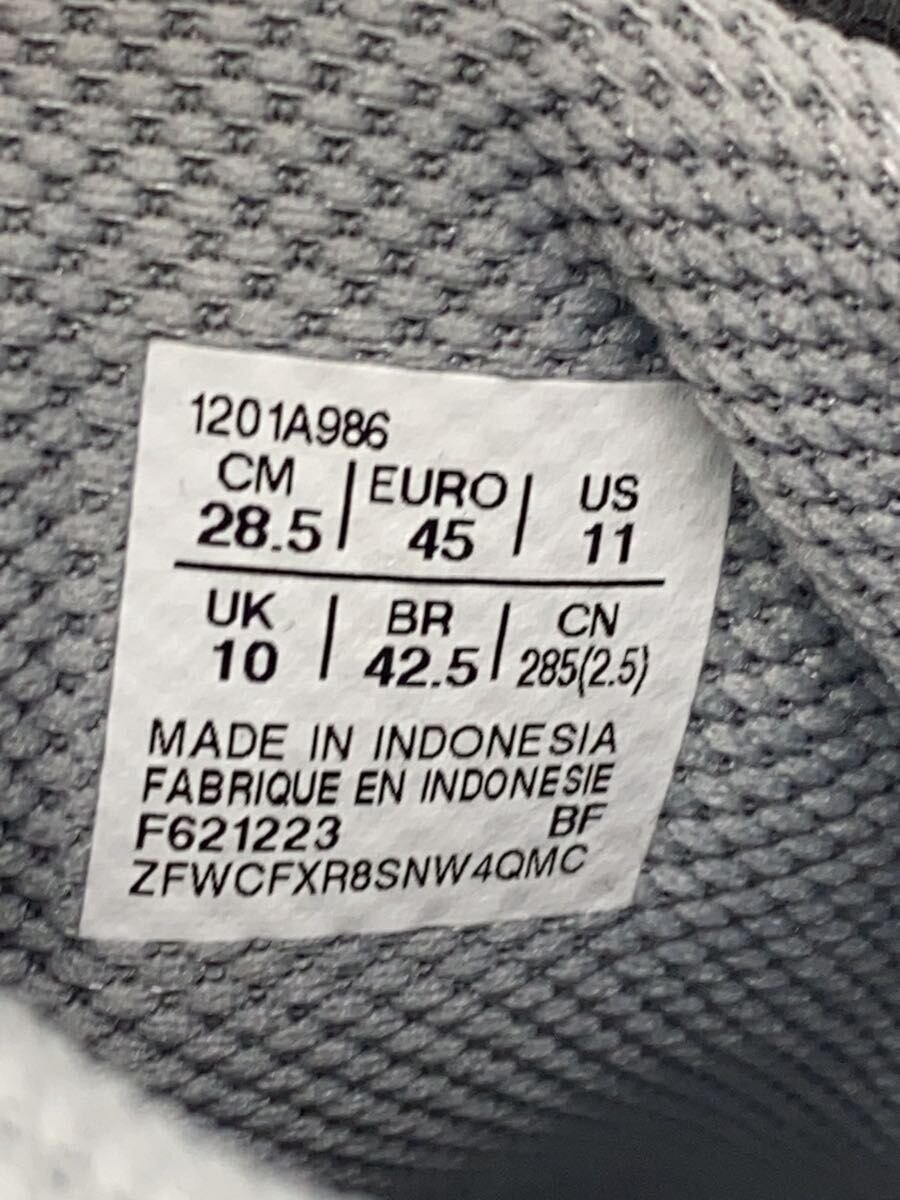 1201A986
CM | EURO | US
28.5 | 45 | 11
UK | BR | CN
10 | 42.5 | 285(2.5)
MADE IN INDONESIA
FABRIQUE EN INDONESIE
F621223 BF
ZFWCFXR8SNW4QMC